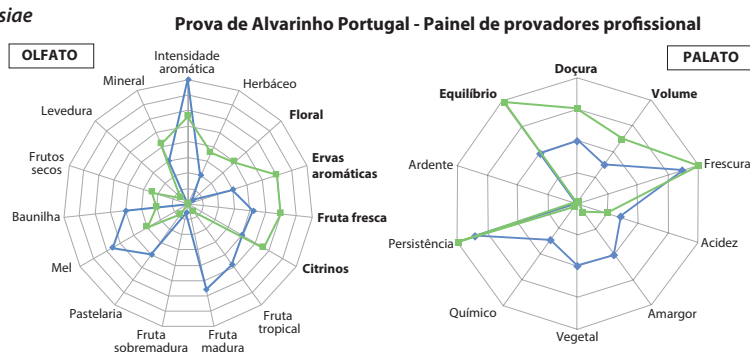 siae
Prova de Alvarinho Portugal - Painel de provadores profissional
OLFATO
Intensidade
aromática
Herbáceo
Floral
Ervas
aromáticas
Fruta fresca
Citrinos
Fruta
tropical
Fruta
madura
Fruta
sobremadura
Pastelaria
Mel
Baunilha
Frutos
secos
Levedura
Mineral
PALATO
Doçura
Volume
Frescura
Acidez
Amargor
Vegetal
Químico
Persistência
Ardente
Equilíbrio